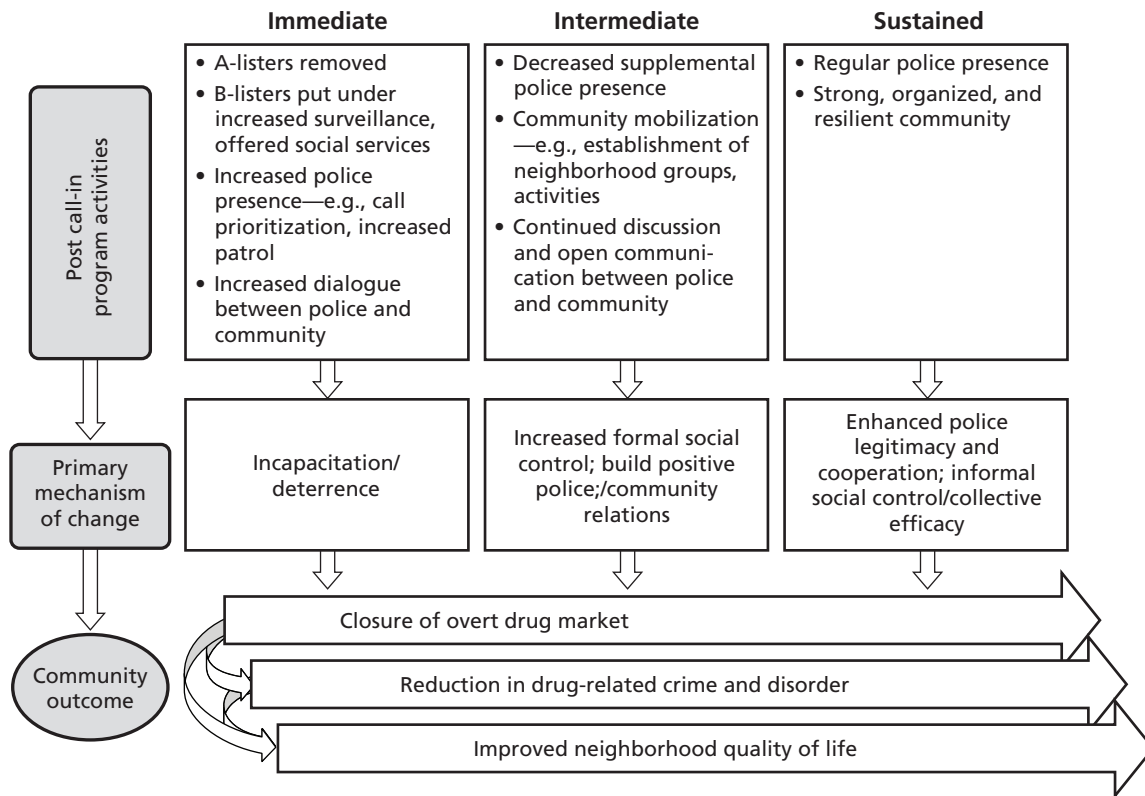 Immediate
Intermediate
Sustained
Post call-in
program activities
• A-listers removed
• B-listers put under
increased surveillance,
offered social services
• Increased police
presence—e.g., call
prioritization, increased
patrol
• Increased dialogue
between police and
community
• Decreased supplemental
police presence
• Community mobilization
—e.g., establishment of
neighborhood groups,
activities
• Continued discussion
and open communi-
cation between police
and community
• Regular police presence
• Strong, organized, and
resilient community
Primary
mechanism
of change
Incapacitation/
deterrence
Increased formal social
control; build positive
police;/community
relations
Enhanced police
legitimacy and
cooperation; informal
social control/collective
efficacy
Community
outcome
Closure of overt drug market
Reduction in drug-related crime and disorder
Improved neighborhood quality of life